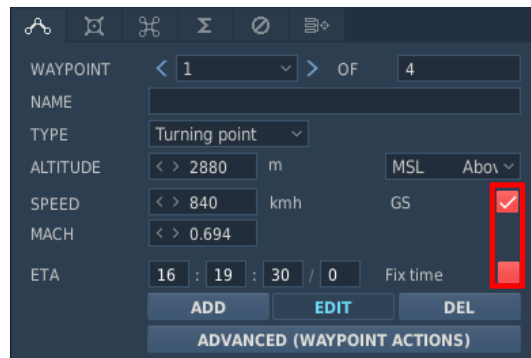 Σ
WAYPOINT < 1 > OF 4
NAME
TYPE Turning point
ALTITUDE < > 2880 m MSL Abov
SPEED < > 840 kmh GS
MACH < > 0.694
ETA 16 : 19 : 30 / 0 Fix time
ADD EDIT DEL
ADVANCED (WAYPOINT ACTIONS)